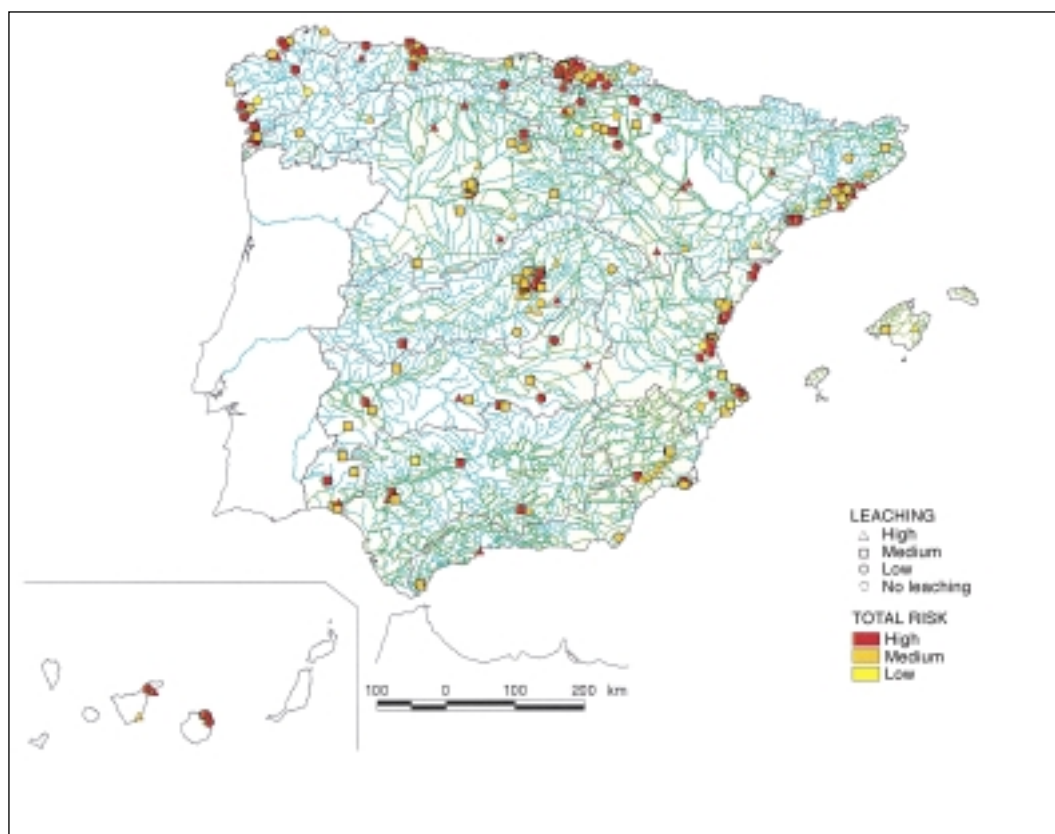 LEACHING
High
Medium
Low
No leaching
TOTAL RISK
High
Medium
Low
100 0 100 200 km